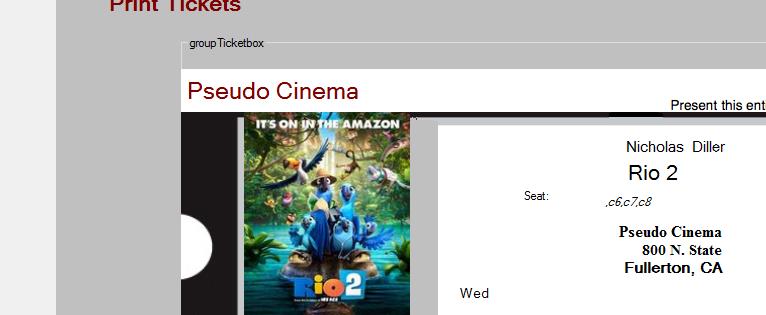 Print Tickets
groupTicketbox
Pseudo Cinema
Present this ent
IT'S ON IN THE AMAZON
Nicholas Diller
Rio 2
Seat:
,c6,c7,c8
Pseudo Cinema
800 N. State
Fullerton, CA
Rio 2
Wed